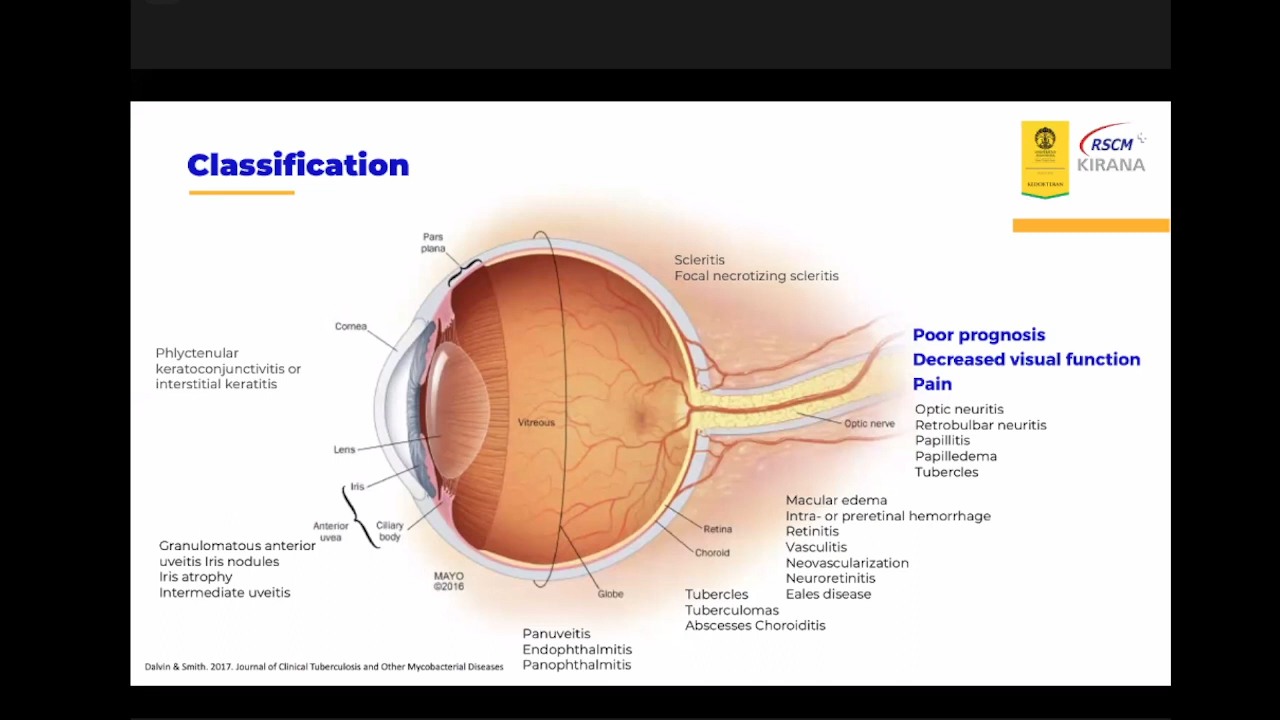 Classification
RSCM
KIRANA
KEDOKTERAN
Pars
plana
Scleritis
Focal necrotizing scleritis
Cornea
Phlyctenular
keratoconjunctivitis or
interstitial keratitis
Poor prognosis
Decreased visual function
Pain
Optic neuritis
Retrobulbar neuritis
Papillitis
Papilledema
Tubercles
Vitreous
Optic nerve
Lens
Iris
Anterior
uvea
Ciliary
body
Granulomatous anterior
uveitis Iris nodules
Iris atrophy
Intermediate uveitis
Macular edema
Intra- or preretinal hemorrhage
Retinitis
Vasculitis
Neovascularization
Neuroretinitis
Eales disease
Retina
Choroid
MAYO
©2016
Globe
Tubercles
Tuberculomas
Abscesses Choroiditis
Panuveitis
Endophthalmitis
Panophthalmitis
Dalvin & Smith. 2017. Journal of Clinical Tuberculosis and Other Mycobacterial Diseases